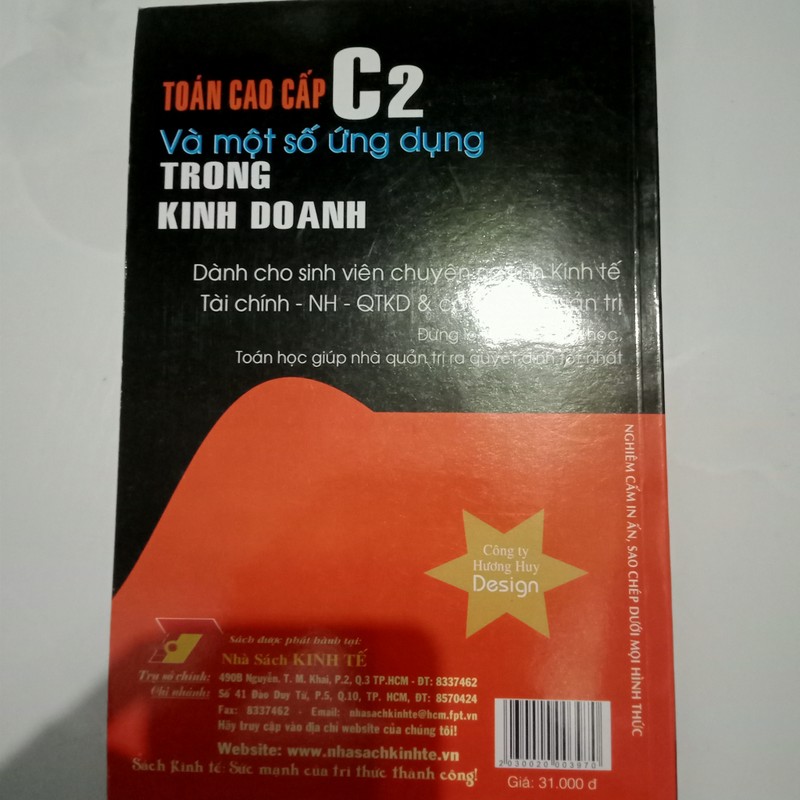 TOÁN CAO CẤP C2
Và một số ứng dụng
TRONG
KINH DOANH
Dành cho sinh viên chuyên Kinh tế
Tài chính - NH - QTKD & trị
Đừng học,
Toán học giúp nhà quản trị ra quyết định tốt nhất
NGHIÊM CẤM IN ẤN, SAO CHÉP DƯỚI MỌI HÌNH THỨC
Công ty
Hương Huy
Design
Sách được phát hành tại:
Nhà Sách KINH TẾ
Trụ sở chính: 490B Nguyễn. T. M. Khai, P.2, Q.3 TP.HCM - ĐT: 8337462
Chi nhánh: Số 41 Đào Duy Từ, P.5, Q.10, TP. HCM, ĐT: 8570424
Fax: 8337462 - Email: nhasachkinhte@hcm.fpt.vn
Hãy truy cập vào địa chỉ website của chúng tôi!
Website: www.nhasachkinhte.vn
Sách Kinh tế: Sức mạnh của tri thức thành công!
2030020003970
Giá: 31.000 đ